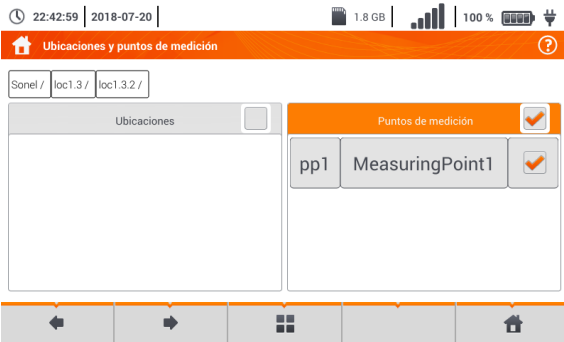 22:42:59 2018-07-20 1.8 GB 100 %
Ubicaciones y puntos de medición ?
Sonel / loc1.3 / loc1.3.2 /
Ubicaciones Puntos de medición
pp1 MeasuringPoint1